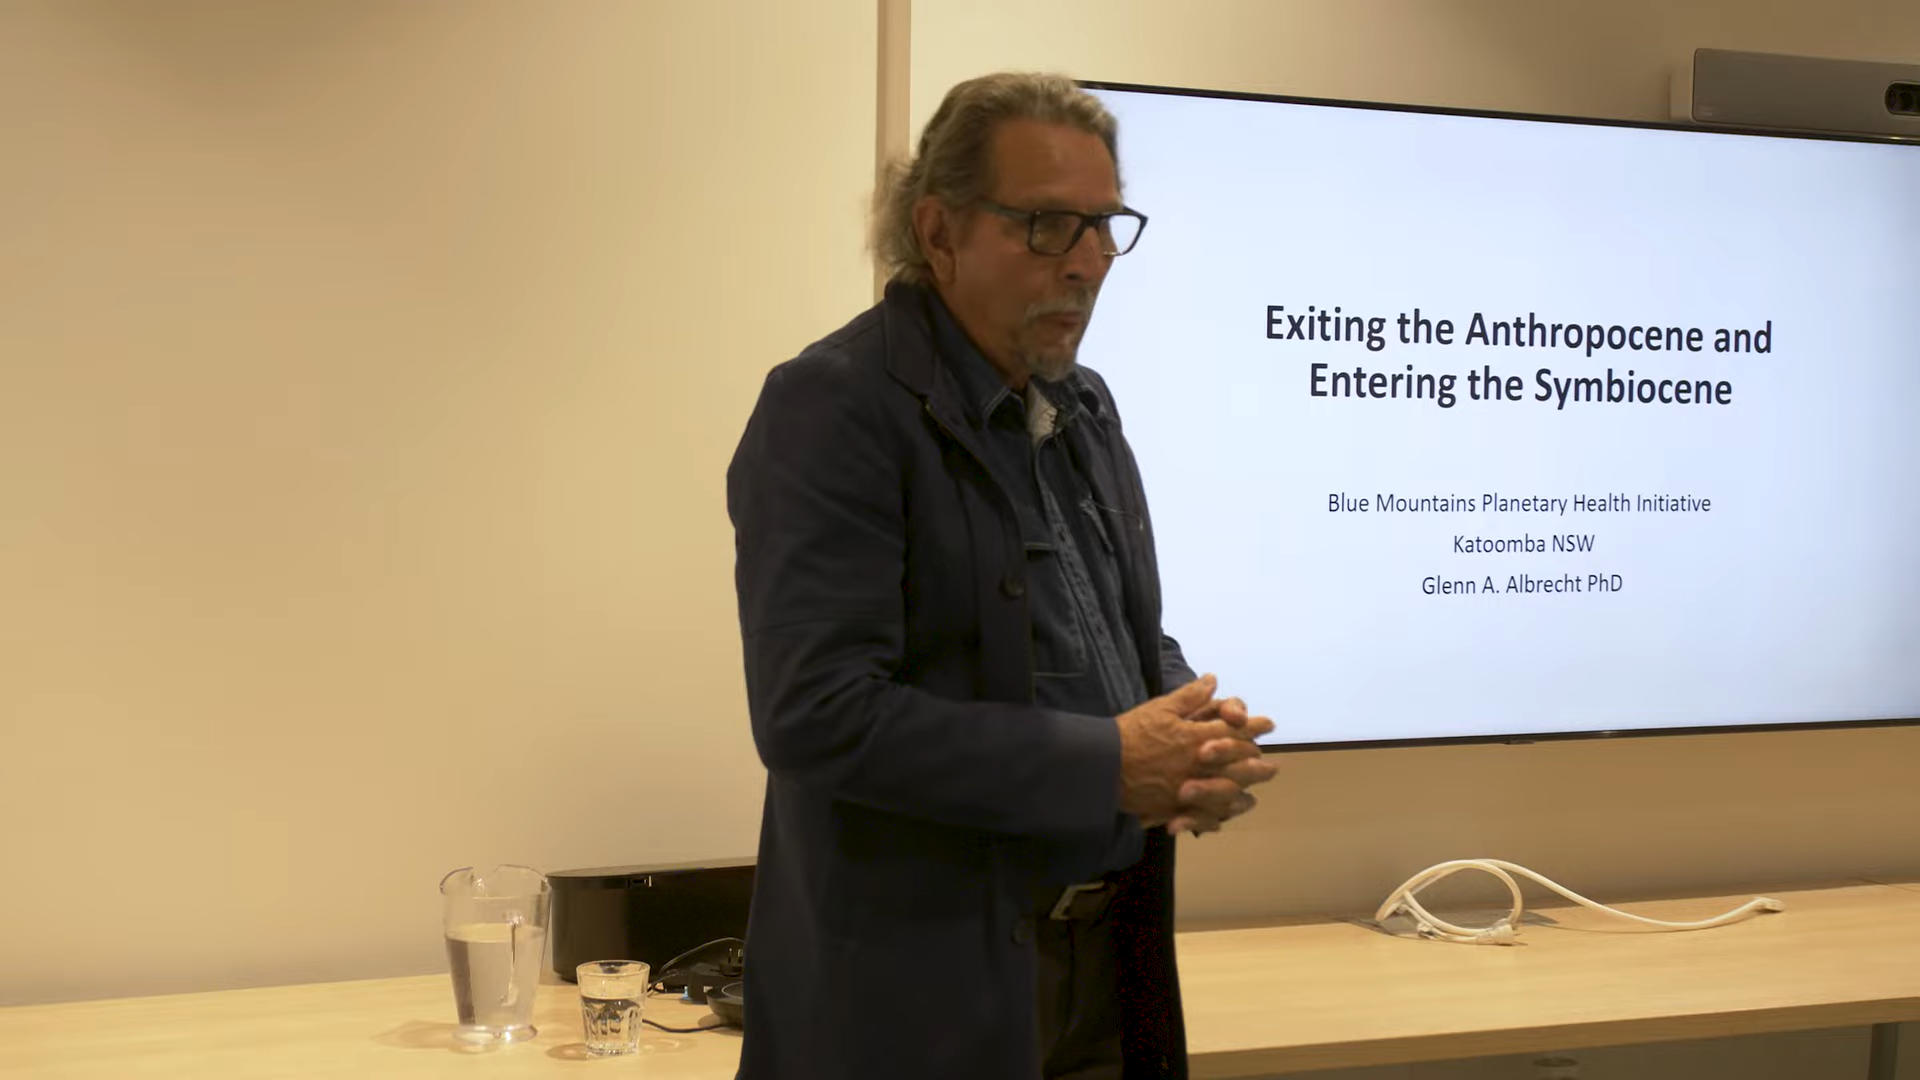 Exiting the Anthropocene and
Entering the Symbiocene
Blue Mountains Planetary Health Initiative
Katoomba NSW
Glenn A. Albrecht PhD